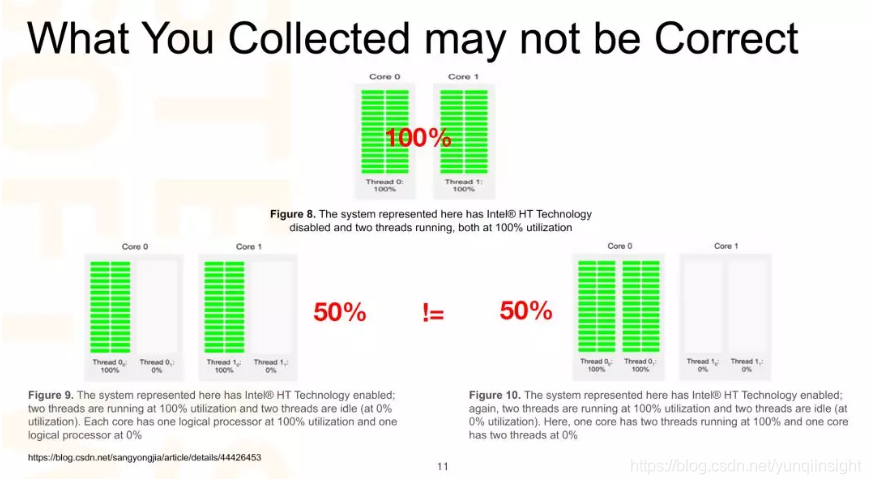 What You Collected may not be Correct
Core 0 Core 1
100%
Thread 0: Thread 1:
100% 100%
Figure 8. The system represented here has Intel® HT Technology
disabled and two threads running, both at 100% utilization
Core 0 Core 1
Thread 0₀: Thread 0₁: Thread 1₀: Thread 1₁:
100% 0% 100% 0%
50% != 50%
Core 0 Core 1
Thread 0₀: Thread 0₁: Thread 1₀: Thread 1₁:
100% 100% 0% 0%
Figure 9. The system represented here has Intel® HT Technology enabled;
two threads are running at 100% utilization and two threads are idle (at 0%
utilization). Each core has one logical processor at 100% utilization and one
logical processor at 0%
Figure 10. The system represented here has Intel® HT Technology enabled;
again, two threads are running at 100% utilization and two threads are idle (at
0% utilization). Here, one core has two threads running at 100% and one core
has two threads at 0%
https://blog.csdn.net/sangyongjia/article/details/44426453
11
https://blog.csdn.net/yunqiinsight